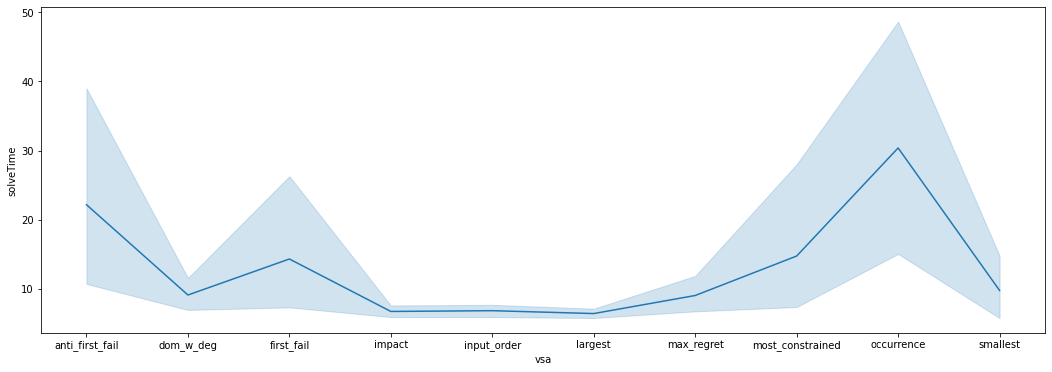 50
40
30
20
10
solveTime
anti_first_fail dom_w_deg first_fail impact input_order largest max_regret most_constrained occurrence smallest
vsa